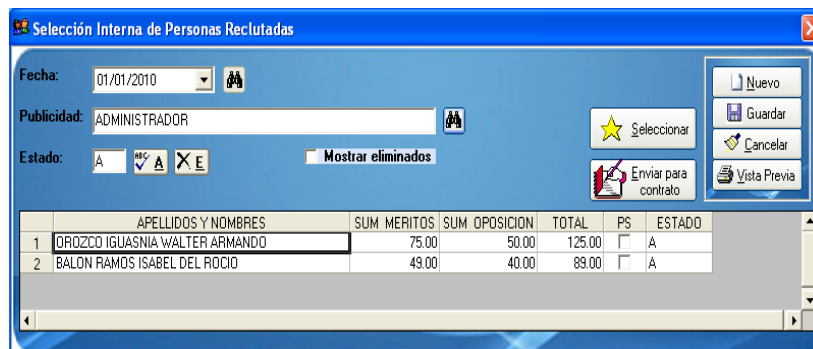 Selección Interna de Personas Reclutadas
Fecha: 01/01/2010
Nuevo
Publicidad: ADMINISTRADOR
Guardar
Seleccionar
Cancelar
Estado: A ABC A E Mostrar eliminados
Enviar para
contrato
Vista Previa
APELLIDOS Y NOMBRES SUM MERITOS SUM OPOSICION TOTAL PS ESTADO
1 OROZCO IGUASNIA WALTER ARMANDO 75.00 50.00 125.00 A
2 BALON RAMOS ISABEL DEL ROCIO 49.00 40.00 89.00 A